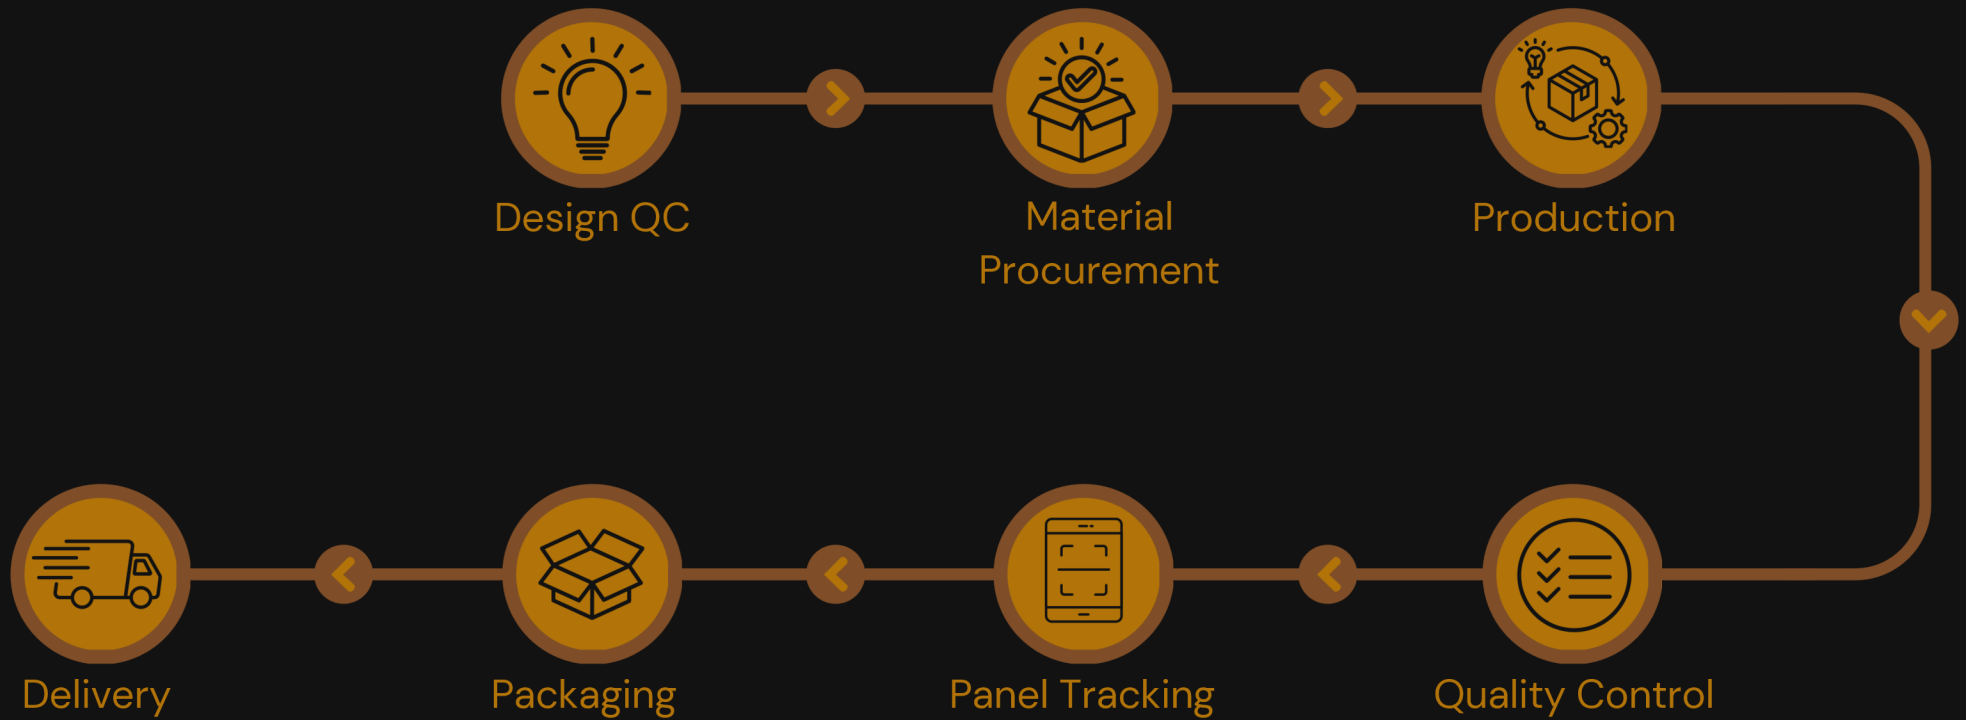 Design QC
Material
Procurement
Production
Quality Control
Panel Tracking
Packaging
Delivery